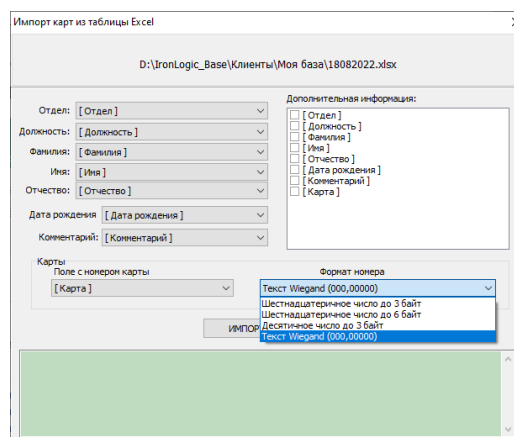 Импорт карт из таблицы Excel
D:\IronLogic_Base\Клиенты\Моя база\18082022.xlsx
Дополнительная информация:
Отдел: [ Отдел ]
Должность: [ Должность ]
Фамилия: [ Фамилия ]
Имя: [ Имя ]
Отчество: [ Отчество ]
Дата рождения [ Дата рождения ]
Комментарий: [ Комментарий ]
[ Отдел ]
[ Должность ]
[ Фамилия ]
[ Имя ]
[ Отчество ]
[ Дата рождения ]
[ Комментарий ]
[ Карта ]
Карты
Поле с номером карты
[ Карта ]
Формат номера
Текст Wiegand (000,00000)
Шестнадцатеричное число до 3 байт
Шестнадцатеричное число до 6 байт
Десятичное число до 3 байт
Текст Wiegand (000,00000)